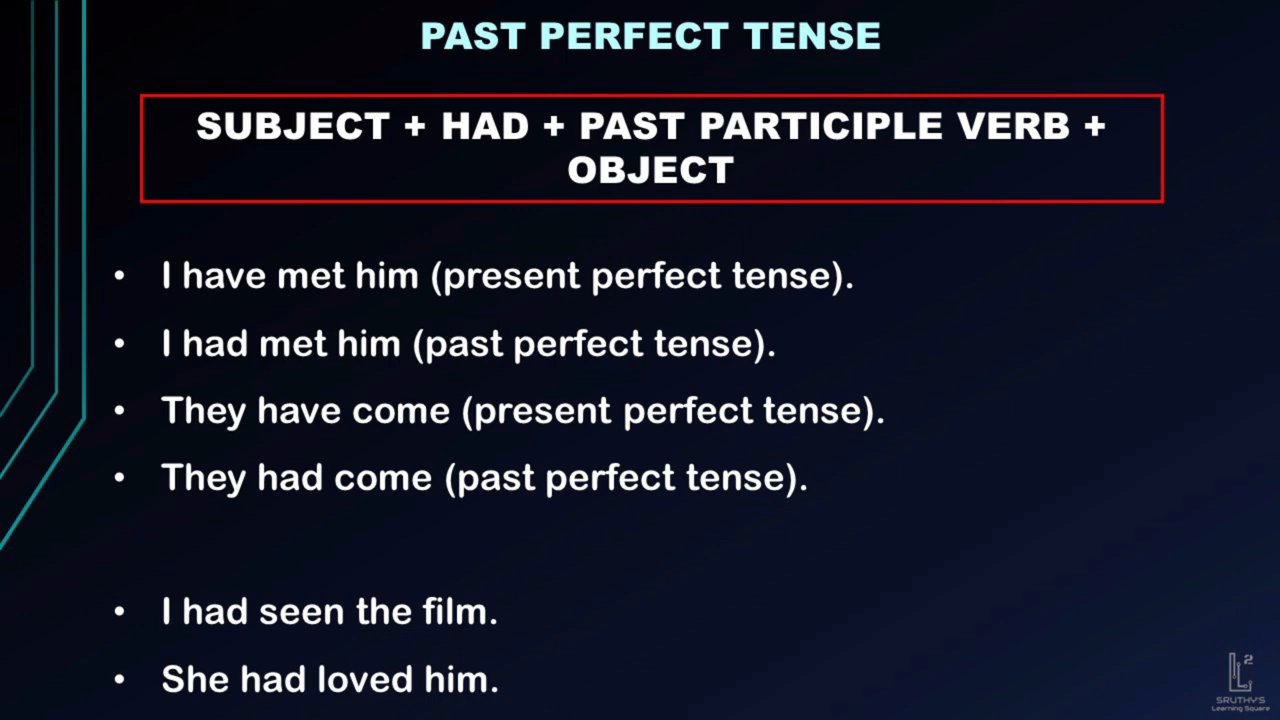 PAST PERFECT TENSE
SUBJECT + HAD + PAST PARTICIPLE VERB +
OBJECT
• I have met him (present perfect tense).
• I had met him (past perfect tense).
• They have come (present perfect tense).
• They had come (past perfect tense).
• I had seen the film.
• She had loved him.
L2
SRUTHY'S
Learning Square